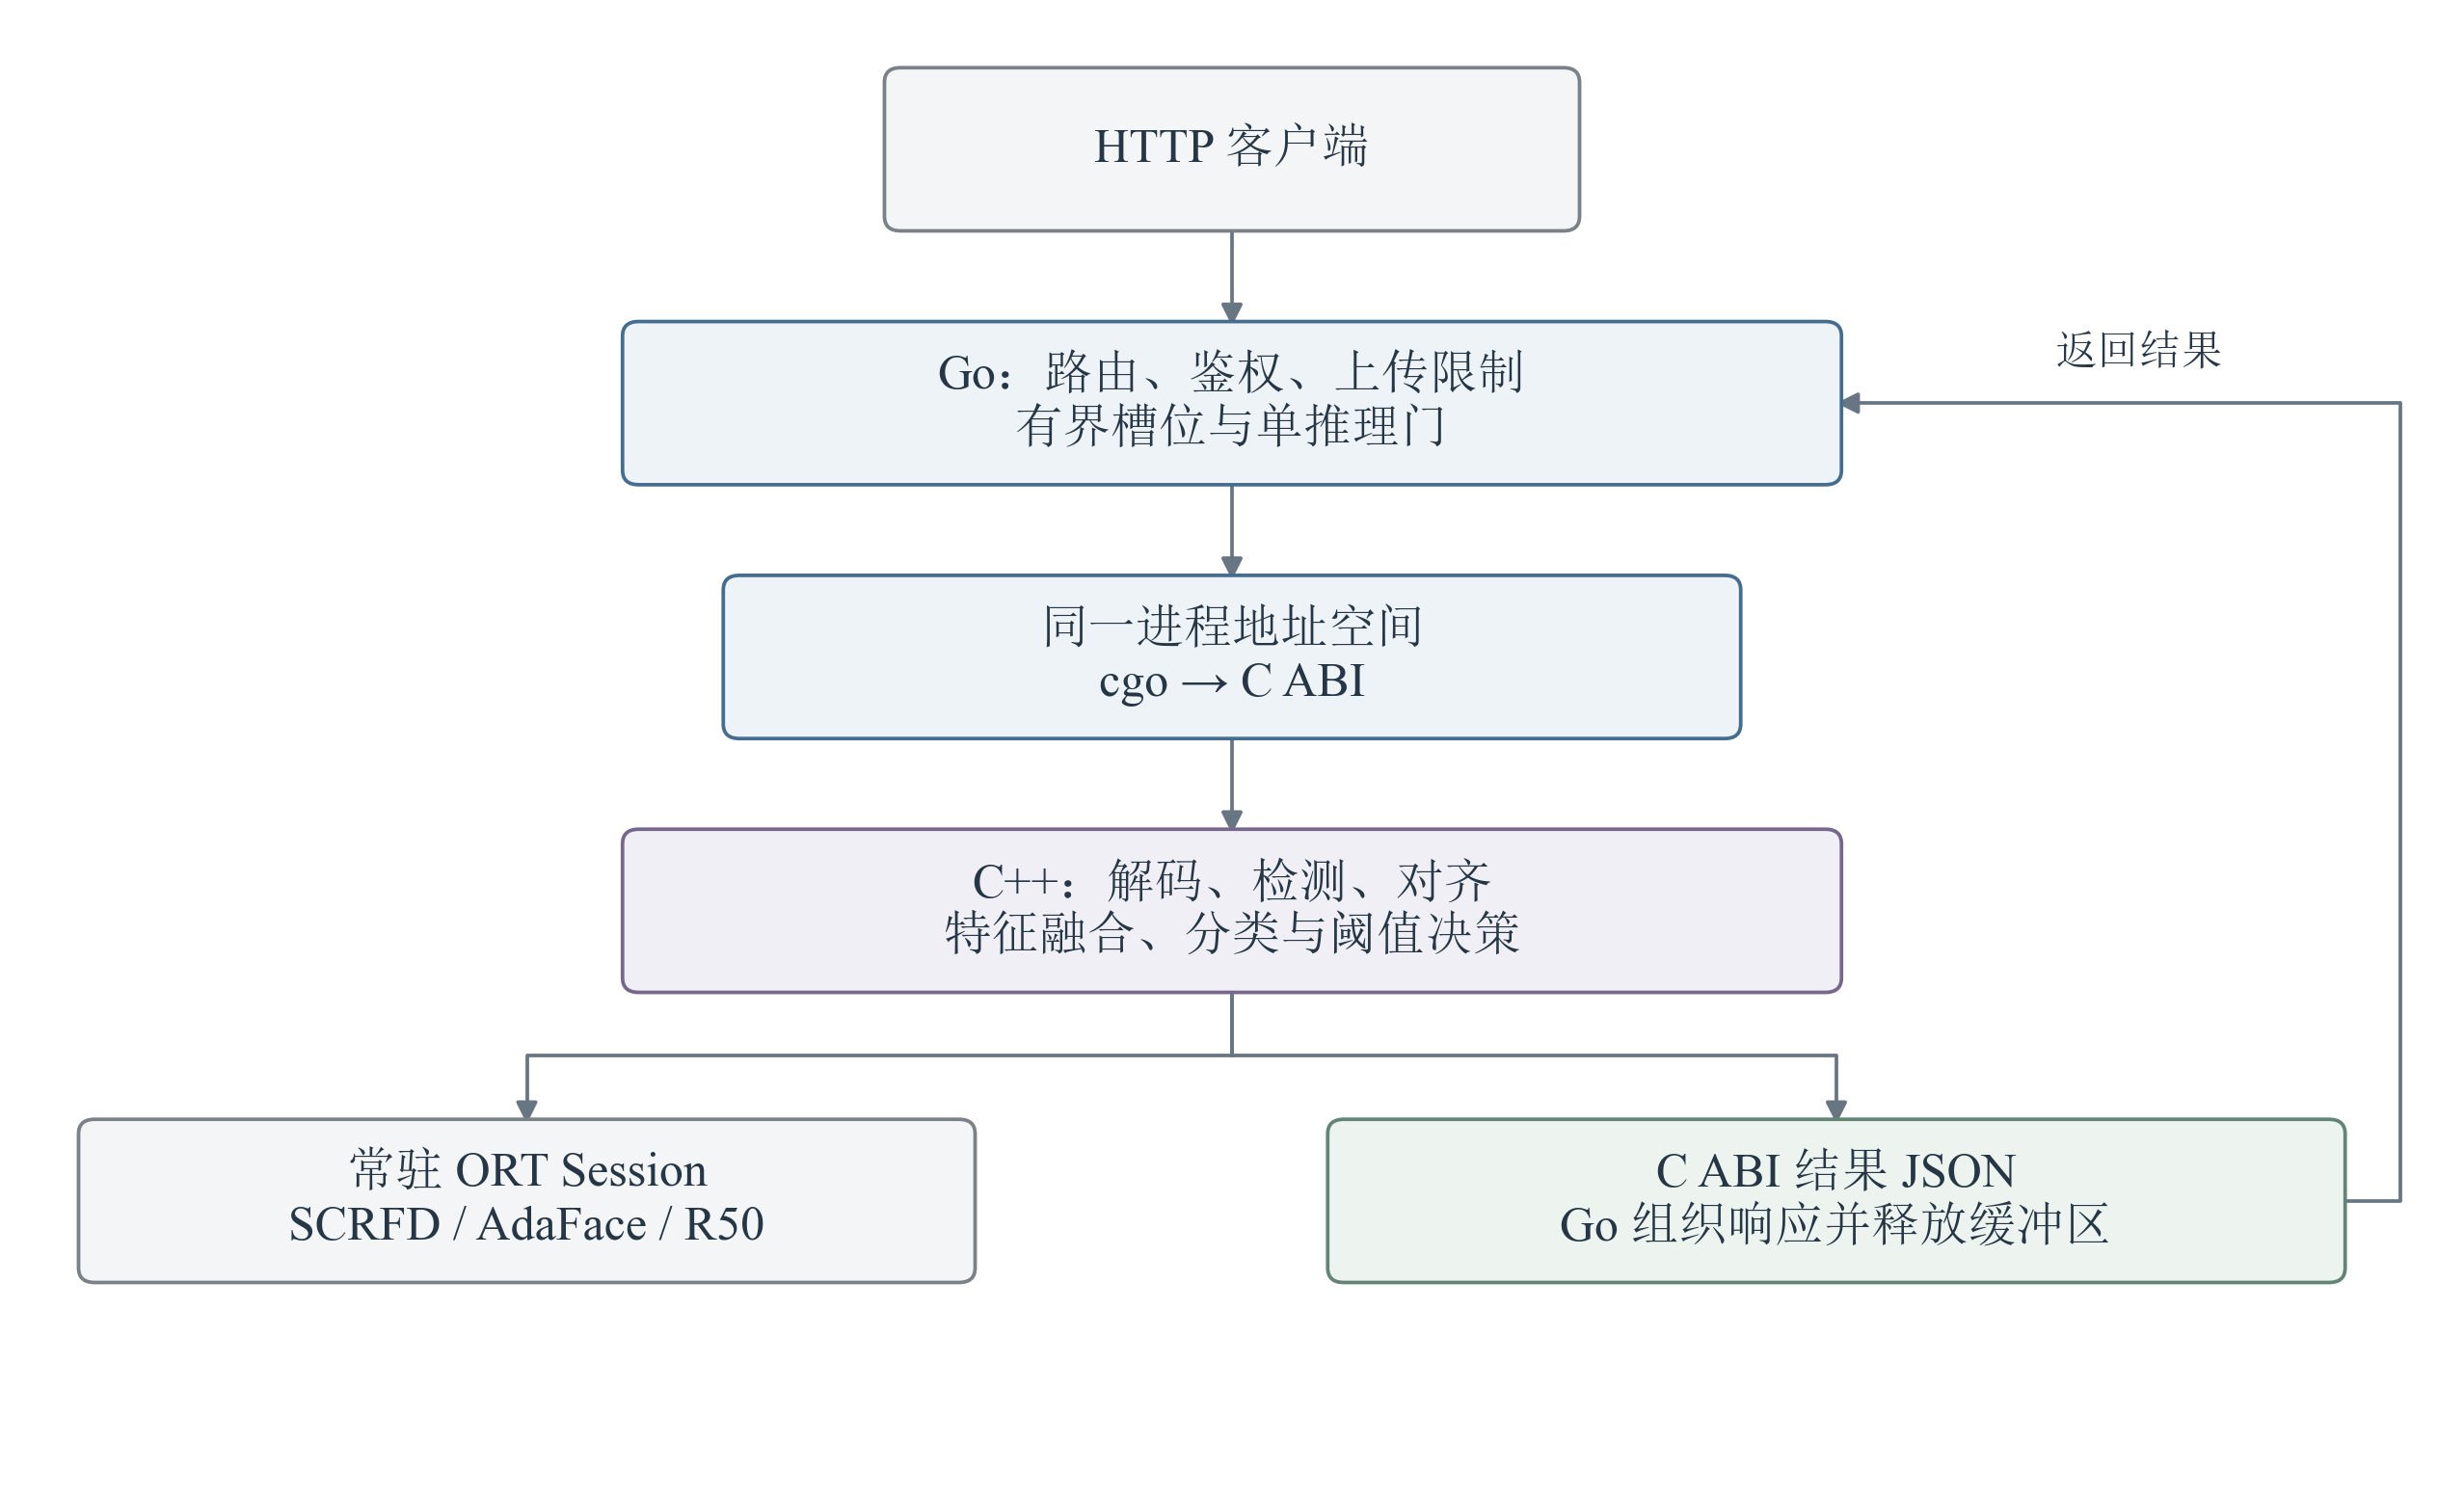 HTTP 客户端
Go：路由、鉴权、上传限制
有界槽位与单推理门
返回结果
同一进程地址空间
cgo → C ABI
C++：解码、检测、对齐
特征融合、分类与阈值决策
常驻 ORT Session
SCRFD / AdaFace / R50
C ABI 结果 JSON
Go 组织响应并释放缓冲区